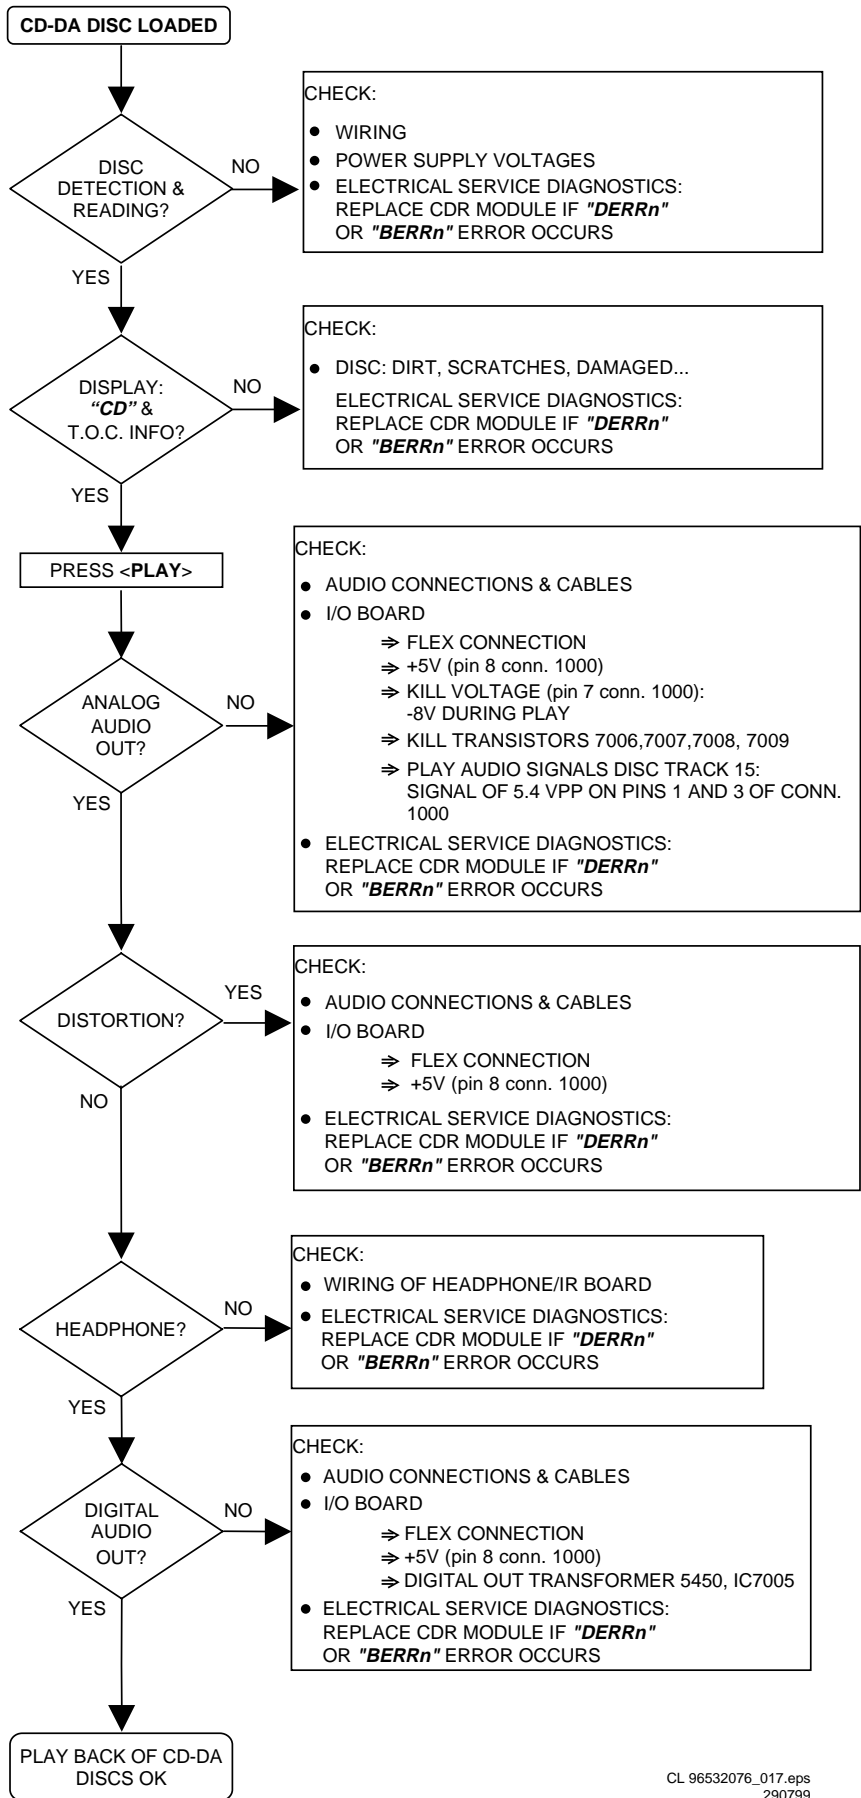 CD-DA DISC LOADED
DISC
DETECTION &
READING?
NO
CHECK:
● WIRING
● POWER SUPPLY VOLTAGES
● ELECTRICAL SERVICE DIAGNOSTICS:
REPLACE CDR MODULE IF "DERRn"
OR "BERRn" ERROR OCCURS
YES
DISPLAY:
“CD” &
T.O.C. INFO?
NO
CHECK:
● DISC: DIRT, SCRATCHES, DAMAGED...
ELECTRICAL SERVICE DIAGNOSTICS:
REPLACE CDR MODULE IF "DERRn"
OR "BERRn" ERROR OCCURS
YES
PRESS <PLAY>
ANALOG
AUDIO
OUT?
NO
CHECK:
● AUDIO CONNECTIONS & CABLES
● I/O BOARD
⇒ FLEX CONNECTION
⇒ +5V (pin 8 conn. 1000)
⇒ KILL VOLTAGE (pin 7 conn. 1000):
-8V DURING PLAY
⇒ KILL TRANSISTORS 7006,7007,7008, 7009
⇒ PLAY AUDIO SIGNALS DISC TRACK 15:
SIGNAL OF 5.4 VPP ON PINS 1 AND 3 OF CONN.
1000
● ELECTRICAL SERVICE DIAGNOSTICS:
REPLACE CDR MODULE IF "DERRn"
OR "BERRn" ERROR OCCURS
YES
DISTORTION?
YES
CHECK:
● AUDIO CONNECTIONS & CABLES
● I/O BOARD
⇒ FLEX CONNECTION
⇒ +5V (pin 8 conn. 1000)
● ELECTRICAL SERVICE DIAGNOSTICS:
REPLACE CDR MODULE IF "DERRn"
OR "BERRn" ERROR OCCURS
NO
HEADPHONE?
NO
CHECK:
● WIRING OF HEADPHONE/IR BOARD
● ELECTRICAL SERVICE DIAGNOSTICS:
REPLACE CDR MODULE IF "DERRn"
OR "BERRn" ERROR OCCURS
YES
DIGITAL
AUDIO
OUT?
NO
CHECK:
● AUDIO CONNECTIONS & CABLES
● I/O BOARD
⇒ FLEX CONNECTION
⇒ +5V (pin 8 conn. 1000)
⇒ DIGITAL OUT TRANSFORMER 5450, IC7005
● ELECTRICAL SERVICE DIAGNOSTICS:
REPLACE CDR MODULE IF "DERRn"
OR "BERRn" ERROR OCCURS
YES
PLAY BACK OF CD-DA
DISCS OK
CL 96532076_017.eps
290799